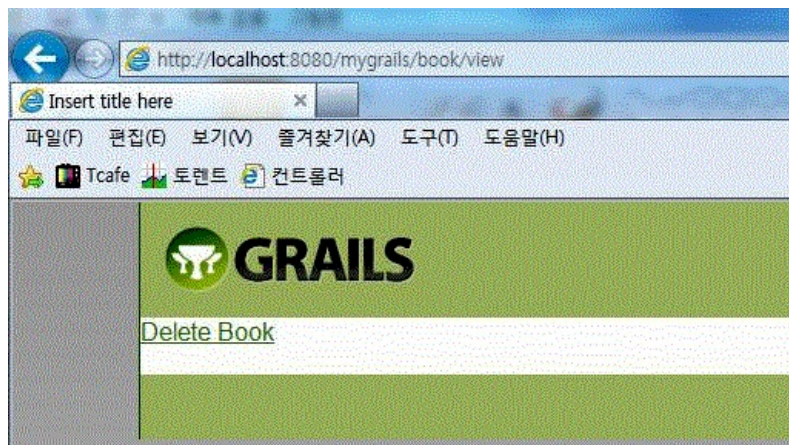 http://localhost:8080/mygrails/book/view
Insert title here
파일(F) 편집(E) 보기(V) 즐겨찾기(A) 도구(T) 도움말(H)
Tcafe 토렌트 컨트롤러
GRAILS
Delete Book